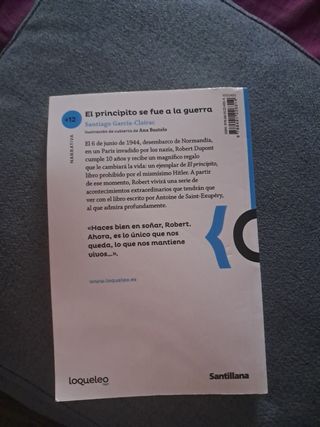 +12
NARRATIVA
El principito se fue a la guerra
Santiago García-Clairac
Ilustración de cubierta de Ana Bustelo
El 6 de junio de 1944, desembarco de Normandía,
en un París invadido por los nazis, Robert Dupont
cumple 10 años y recibe un magnífico regalo
que le cambiará la vida: un ejemplar de El principito,
libro prohibido por el mismísimo Hitler. A partir
de ese momento, Robert vivirá una serie de
acontecimientos extraordinarios que tendrán que
ver con el libro escrito por Antoine de Saint-Exupéry,
al que admira profundamente.
«Haces bien en soñar, Robert.
Ahora, es lo único que nos
queda, lo que nos mantiene
vivos...».
www.loqueleo.es
loqueleo
Santillana